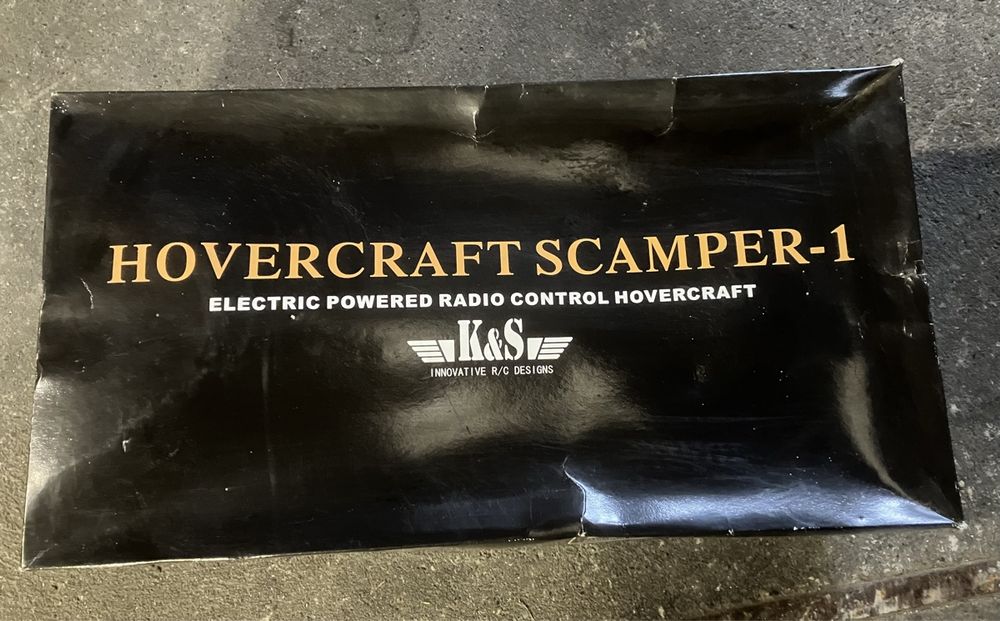 HOVERCRAFT SCAMPER-1
ELECTRIC POWERED RADIO CONTROL HOVERCRAFT
K&S
INNOVATIVE R/C DESIGNS